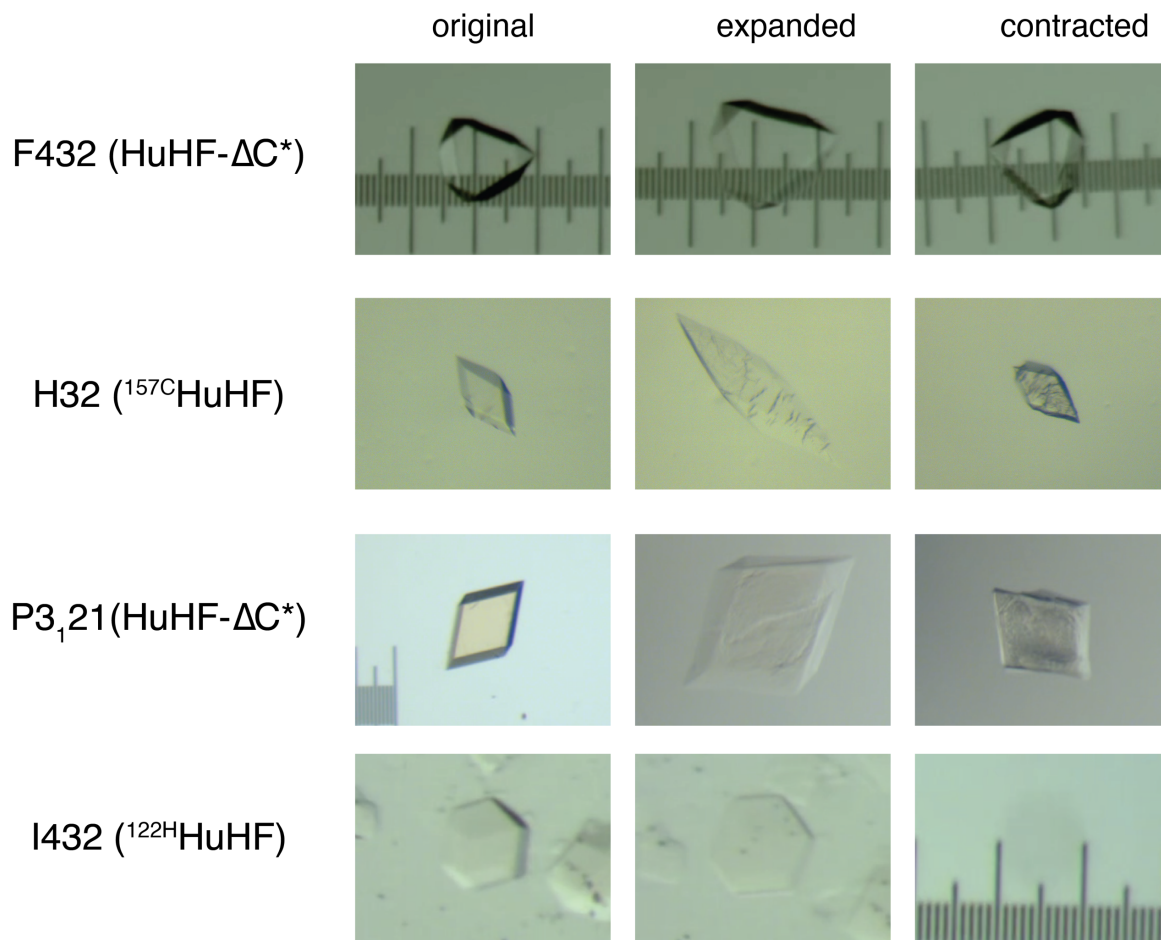 original expanded contracted
F432 (HuHF-ΔC*)
H32 (¹⁵⁷ᶜHuHF)
P3₁21(HuHF-ΔC*)
I432 (¹²²ᴴHuHF)